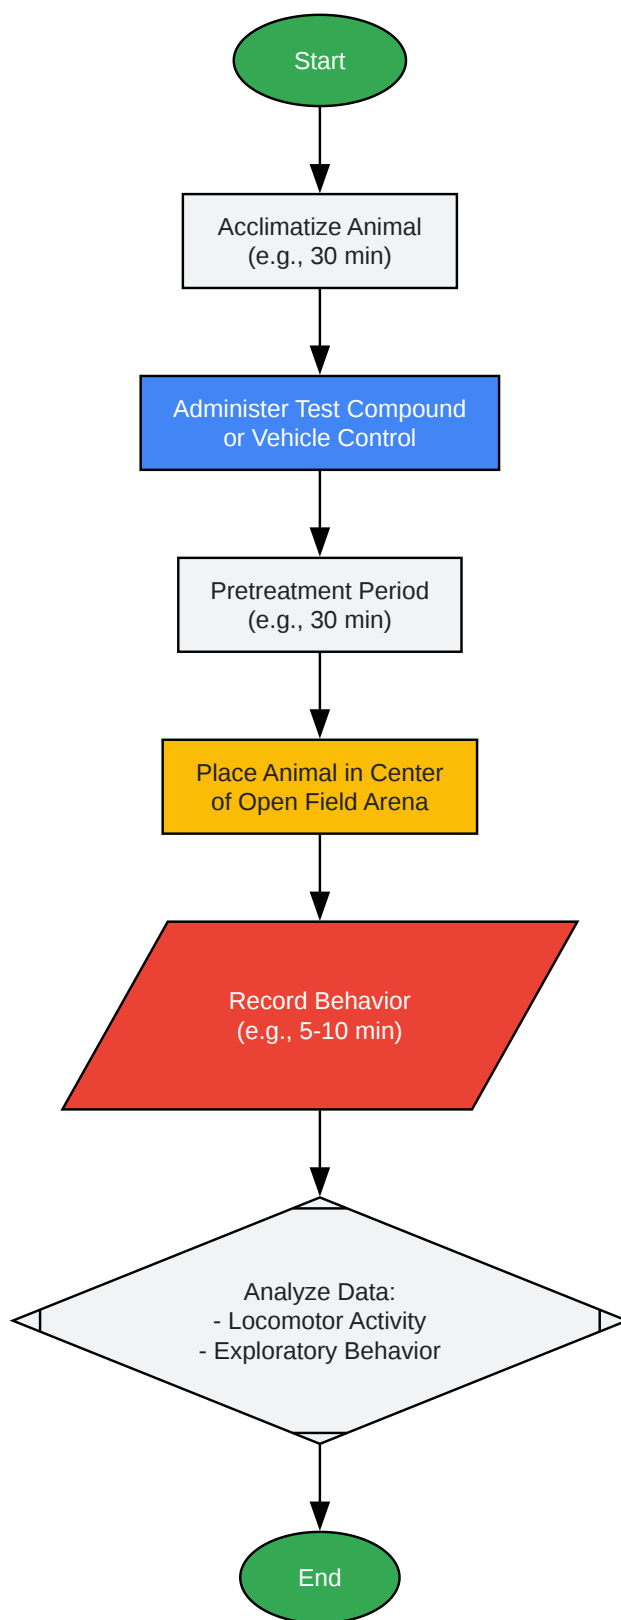 Start
Acclimatize Animal
(e.g., 30 min)
Administer Test Compound
or Vehicle Control
Pretreatment Period
(e.g., 30 min)
Place Animal in Center
of Open Field Arena
Record Behavior
(e.g., 5-10 min)
Analyze Data:
- Locomotor Activity
- Exploratory Behavior
End